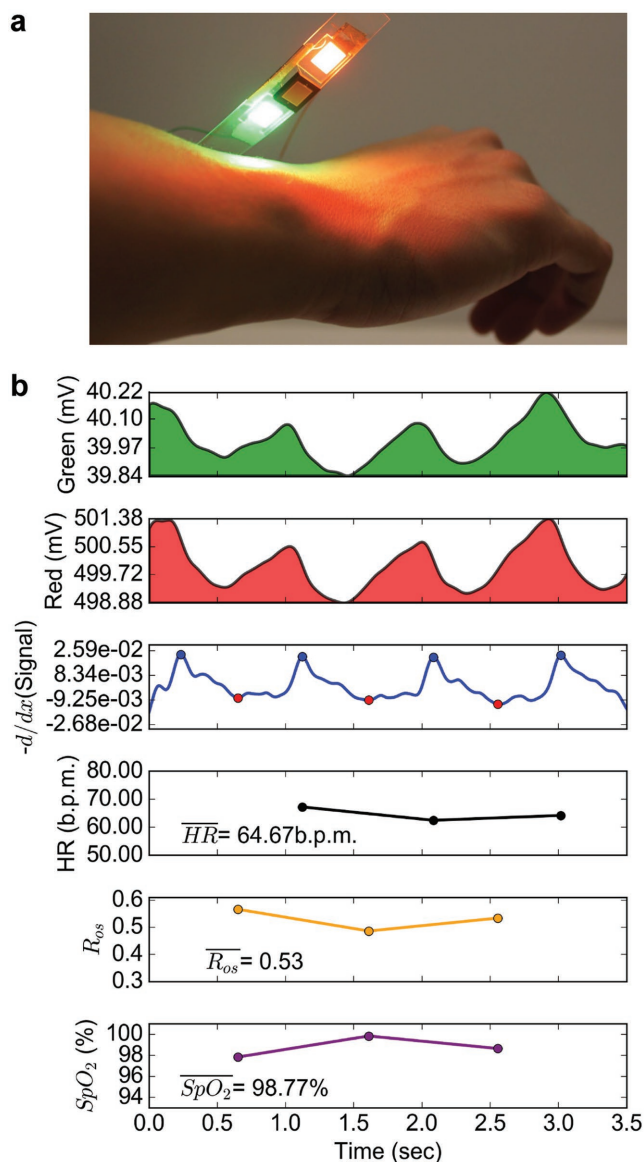 a
b
40.22
40.10
39.97
39.84
Green (mV)
501.38
500.55
499.72
498.88
Red (mV)
2.59e-02
8.34e-03
-9.25e-03
-2.68e-02
-d/dx(Signal)
80.00
70.00
60.00
50.00
HR (b.p.m.)
HR= 64.67b.p.m.
0.6
0.5
0.4
0.3
Ros
Ros= 0.53
100
98
96
94
SpO2 (%)
SpO2= 98.77%
0.0 0.5 1.0 1.5 2.0 2.5 3.0 3.5
Time (sec)